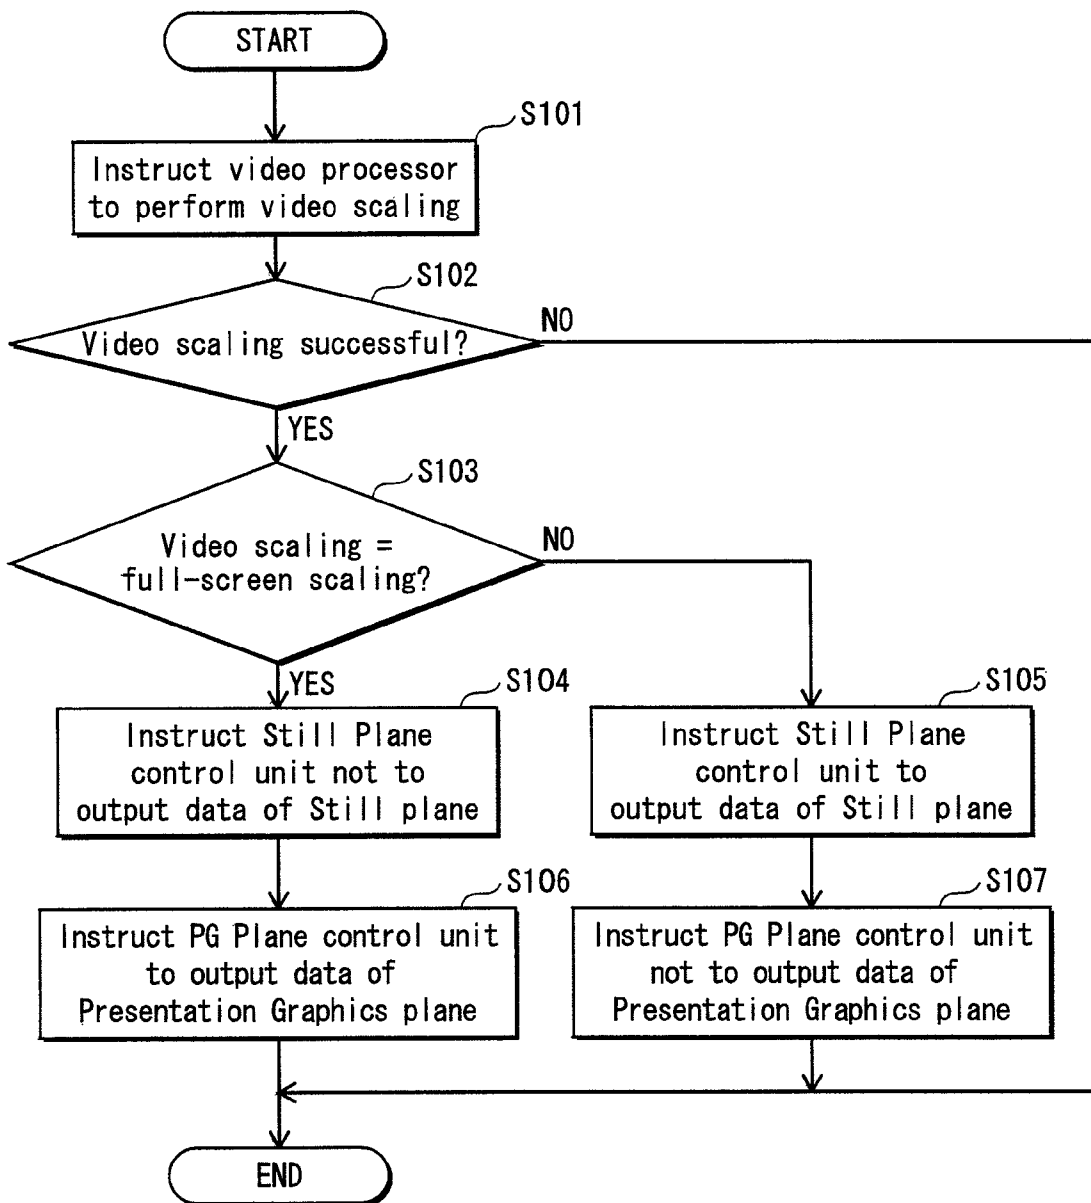 START
S101
Instruct video processor
to perform video scaling
S102
Video scaling successful?
NO
YES
S103
Video scaling =
full-screen scaling?
NO
YES
S104
Instruct Still Plane
control unit not to
output data of Still plane
S105
Instruct Still Plane
control unit to
output data of Still plane
S106
Instruct PG Plane control unit
to output data of
Presentation Graphics plane
S107
Instruct PG Plane control unit
not to output data of
Presentation Graphics plane
END